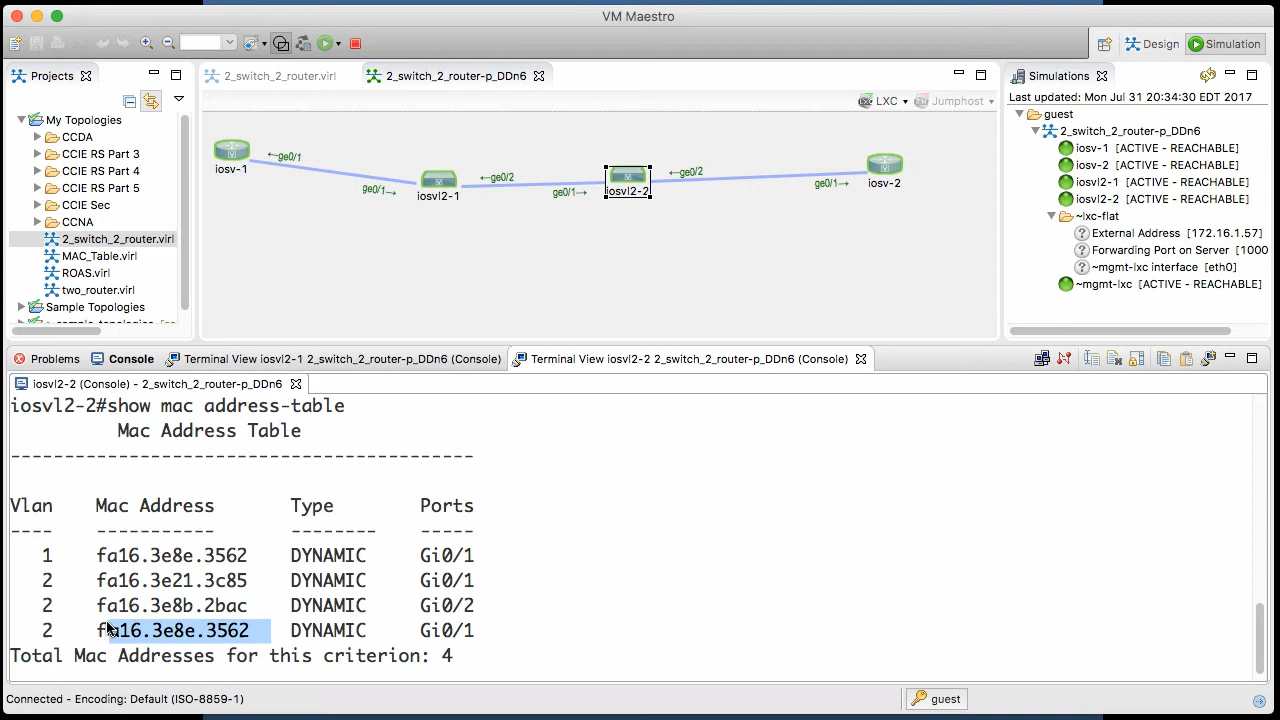 VM Maestro
Design
Simulation
Projects
2_switch_2_router.virl
2_switch_2_router-p_DDn6
Simulations
LXC
Jumphost
Last updated: Mon Jul 31 20:34:30 EDT 2017
My Topologies
CCDA
CCIE RS Part 3
CCIE RS Part 4
CCIE RS Part 5
CCIE Sec
CCNA
2_switch_2_router.virl
MAC_Table.virl
ROAS.virl
two_router.virl
Sample Topologies
iosv-1
←ge0/1
ge0/1→
iosvl2-1
←ge0/2
ge0/1→
iosvl2-2
←ge0/2
ge0/1→
iosv-2
guest
2_switch_2_router-p_DDn6
iosv-1 [ACTIVE - REACHABLE]
iosv-2 [ACTIVE - REACHABLE]
iosvl2-1 [ACTIVE - REACHABLE]
iosvl2-2 [ACTIVE - REACHABLE]
~lxc-flat
External Address [172.16.1.57]
Forwarding Port on Server [1000
~mgmt-lxc interface [eth0]
~mgmt-lxc [ACTIVE - REACHABLE]
Problems
Console
Terminal View iosvl2-1 2_switch_2_router-p_DDn6 (Console)
Terminal View iosvl2-2 2_switch_2_router-p_DDn6 (Console)
iosvl2-2 (Console) - 2_switch_2_router-p_DDn6
iosvl2-2#show mac address-table
Mac Address Table
-------------------------------------------
Vlan Mac Address Type Ports
---- ----------- -------- -----
1 fa16.3e8e.3562 DYNAMIC Gi0/1
2 fa16.3e21.3c85 DYNAMIC Gi0/1
2 fa16.3e8b.2bac DYNAMIC Gi0/2
2 fa16.3e8e.3562 DYNAMIC Gi0/1
Total Mac Addresses for this criterion: 4
Connected - Encoding: Default (ISO-8859-1)
guest